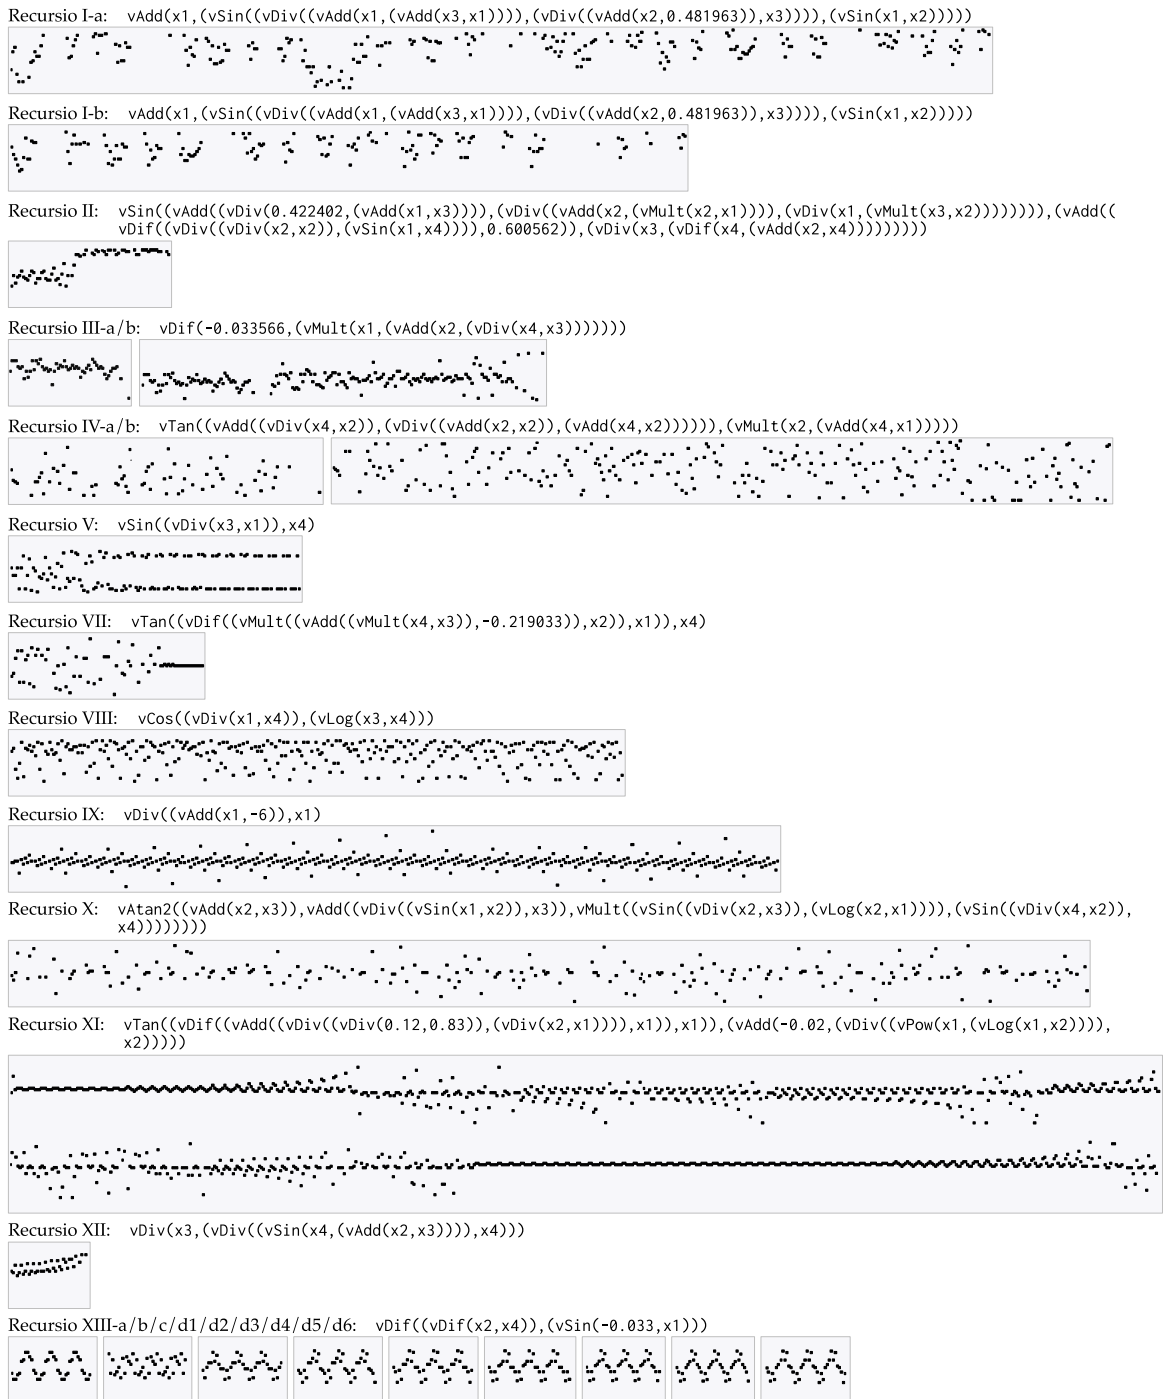 Recursio I-a: vAdd(x1,(vSin((vDiv((vAdd(x1,(vAdd(x3,x1)))),(vDiv((vAdd(x2,0.481963)),x3)))),(vSin(x1,x2)))))
Recursio I-b: vAdd(x1,(vSin((vDiv((vAdd(x1,(vAdd(x3,x1)))),(vDiv((vAdd(x2,0.481963)),x3)))),(vSin(x1,x2)))))
Recursio II: vSin((vAdd((vDiv(0.422402,(vAdd(x1,x3)))),(vDiv((vAdd(x2,(vMult(x2,x1)))),(vDiv(x1,(vMult(x3,x2)))))))),(vAdd((
vDif((vDiv((vDiv(x2,x2)),(vSin(x1,x4)))),0.600562)),(vDiv(x3,(vDif(x4,(vAdd(x2,x4)))))))))
Recursio III-a/b: vDif(-0.033566,(vMult(x1,(vAdd(x2,(vDiv(x4,x3)))))))
Recursio IV-a/b: vTan((vAdd((vDiv(x4,x2)),(vDiv((vAdd(x2,x2)),(vAdd(x4,x2)))))),(vMult(x2,(vAdd(x4,x1)))))
Recursio V: vSin((vDiv(x3,x1)),x4)
Recursio VII: vTan((vDif((vMult((vAdd((vMult(x4,x3)),-0.219033)),x2)),x1)),x4)
Recursio VIII: vCos((vDiv(x1,x4)),(vLog(x3,x4)))
Recursio IX: vDiv((vAdd(x1,-6)),x1)
Recursio X: vAtan2((vAdd(x2,x3)),vAdd((vDiv((vSin(x1,x2)),x3)),vMult((vSin((vDiv(x2,x3)),(vLog(x2,x1)))),(vSin((vDiv(x4,x2)),
x4))))))))
Recursio XI: vTan((vDif((vAdd((vDiv((vDiv(0.12,0.83)),(vDiv(x2,x1)))),x1)),x1)),(vAdd(-0.02,(vDiv((vPow(x1,(vLog(x1,x2)))),
x2)))))
Recursio XII: vDiv(x3,(vDiv((vSin(x4,(vAdd(x2,x3)))),x4)))
Recursio XIII-a/b/c/d1/d2/d3/d4/d5/d6: vDif((vDif(x2,x4)),(vSin(-0.033,x1)))